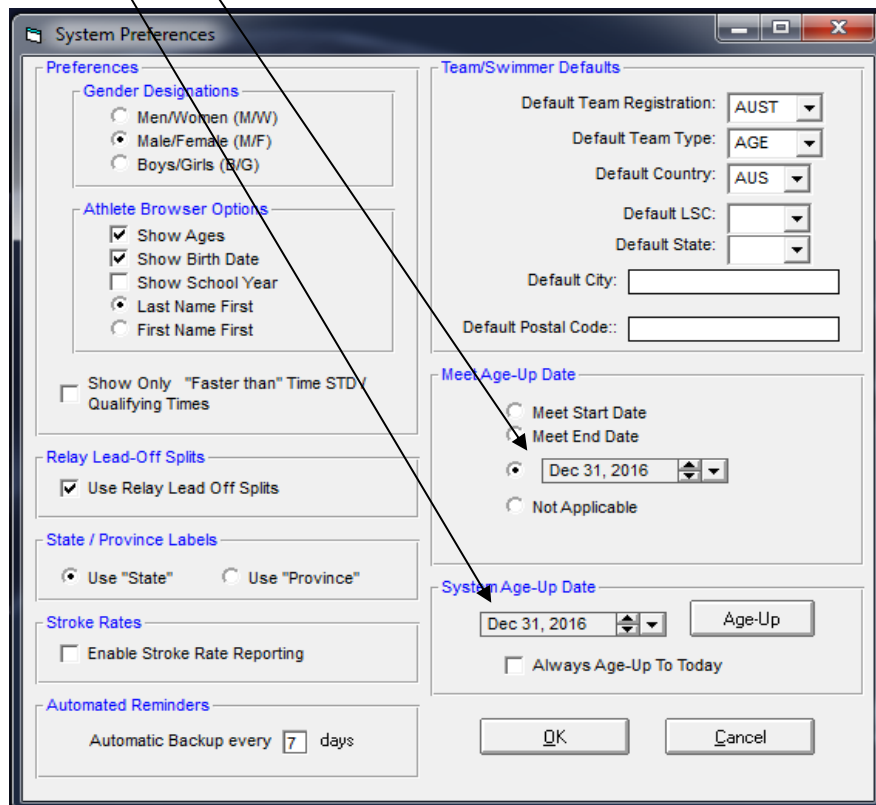 System Preferences
Preferences
Gender Designations
Men/Women (M/W)
Male/Female (M/F)
Boys/Girls (B/G)
Athlete Browser Options
Show Ages
Show Birth Date
Show School Year
Last Name First
First Name First
Show Only "Faster than" Time STD /
Qualifying Times
Relay Lead-Off Splits
Use Relay Lead Off Splits
State / Province Labels
Use "State" Use "Province"
Stroke Rates
Enable Stroke Rate Reporting
Automated Reminders
Automatic Backup every 7 days
Team/Swimmer Defaults
Default Team Registration: AUST
Default Team Type: AGE
Default Country: AUS
Default LSC:
Default State:
Default City:
Default Postal Code::
Meet Age-Up Date
Meet Start Date
Meet End Date
Dec 31, 2016
Not Applicable
System Age-Up Date
Dec 31, 2016 Age-Up
Always Age-Up To Today
OK Cancel